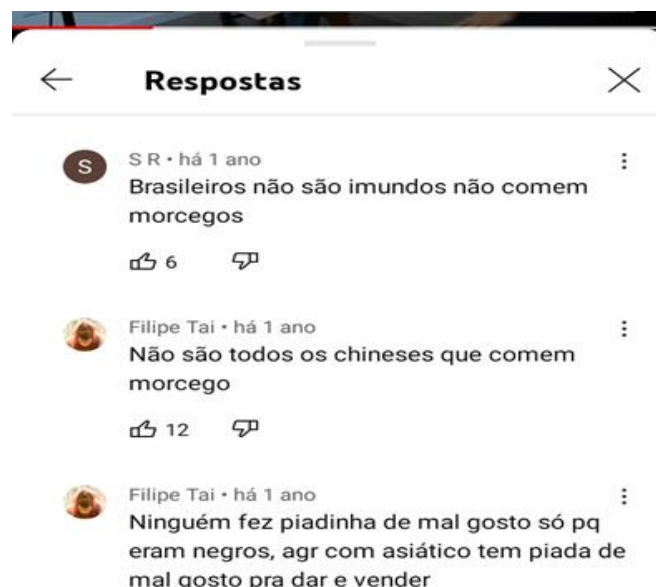 Respostas
S
S R • há 1 ano
Brasileiros não são imundos não comem
morcegos
6
Filipe Tai • há 1 ano
Não são todos os chineses que comem
morcego
12
Filipe Tai • há 1 ano
Ninguém fez piadinha de mal gosto só pq
eram negros, agr com asiático tem piada de
mal gosto pra dar e vender